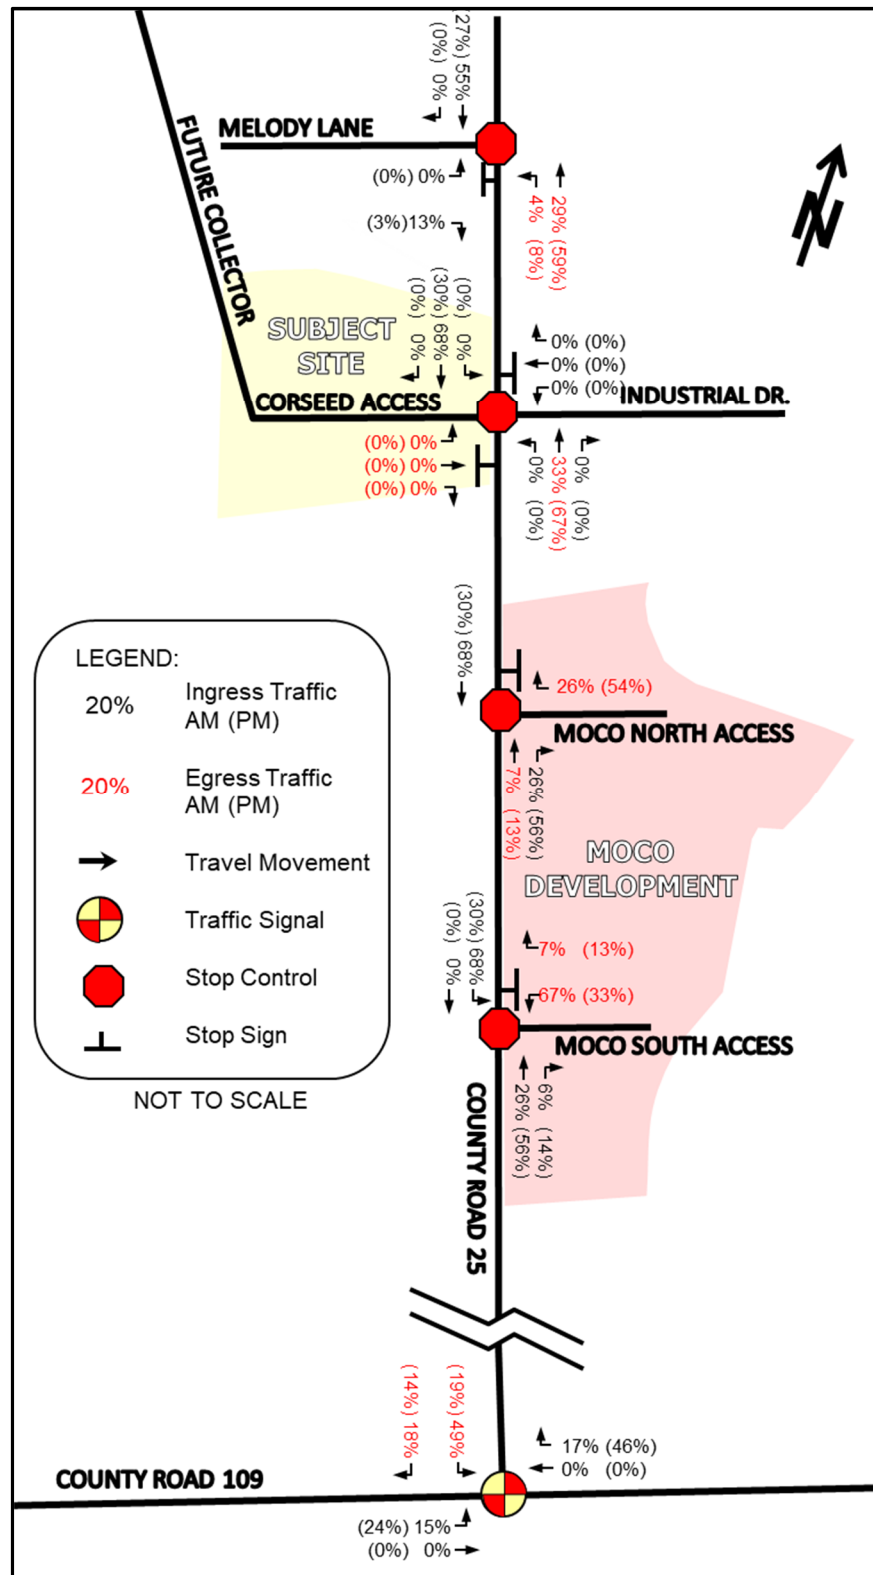 (27%) 55%
(0%) 0%
MELODY LANE
FUTURE COLLECTOR
(0%) 0%
(3%) 13%
4% (8%)
29% (59%)
N
SUBJECT
SITE
(0%) 0%
(30%) 68%
(0%) 0%
0% (0%)
0% (0%)
0% (0%)
CORSEED ACCESS
INDUSTRIAL DR.
(0%) 0%
(0%) 0%
(0%) 0%
0% (0%)
33% (67%)
0% (0%)
(30%) 68%
26% (54%)
MOCO NORTH ACCESS
7% (13%)
26% (56%)
MOCO
DEVELOPMENT
(30%) 68%
(0%) 0%
7% (13%)
67% (33%)
MOCO SOUTH ACCESS
26% (56%)
6% (14%)
COUNTY ROAD 25
LEGEND:
20%
Ingress Traffic
AM (PM)
20%
Egress Traffic
AM (PM)
Travel Movement
Traffic Signal
Stop Control
Stop Sign
NOT TO SCALE
(14%) 18%
(19%) 49%
17% (46%)
0% (0%)
COUNTY ROAD 109
(24%) 15%
(0%) 0%